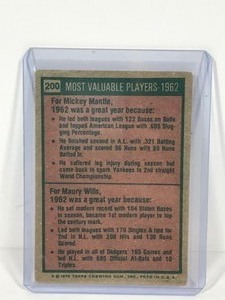 200 MOST VALUABLE PLAYERS-1962
For Mickey Mantle,
1962 was a great year because:
• He led both leagues with 122 Bases on Balls
and topped American League with .605 Slug-
ging Percentage.
• He finished second in A.L. with .321 Batting
Average and scored 96 Runs with 89 Runs
Batted In.
• He suffered leg injury during season, but
came back to spark Yankees to 2nd straight
World Championship.
For Maury Wills,
1962 was a great year because:
• He set modern record with 104 Stolen Bases
in season, became 1st modern player to top
the century mark.
• Led both leagues with 179 Singles &
2nd in N.L. with 208 Hits and 130 Runs
Scored.
• He played in all of Dodgers' 165 Games and
led N.L. with 695 Official At-Bats and 10
Triples.
© 1975 TOPPS CHEWING GUM, INC. PRTD. IN U.S.A.